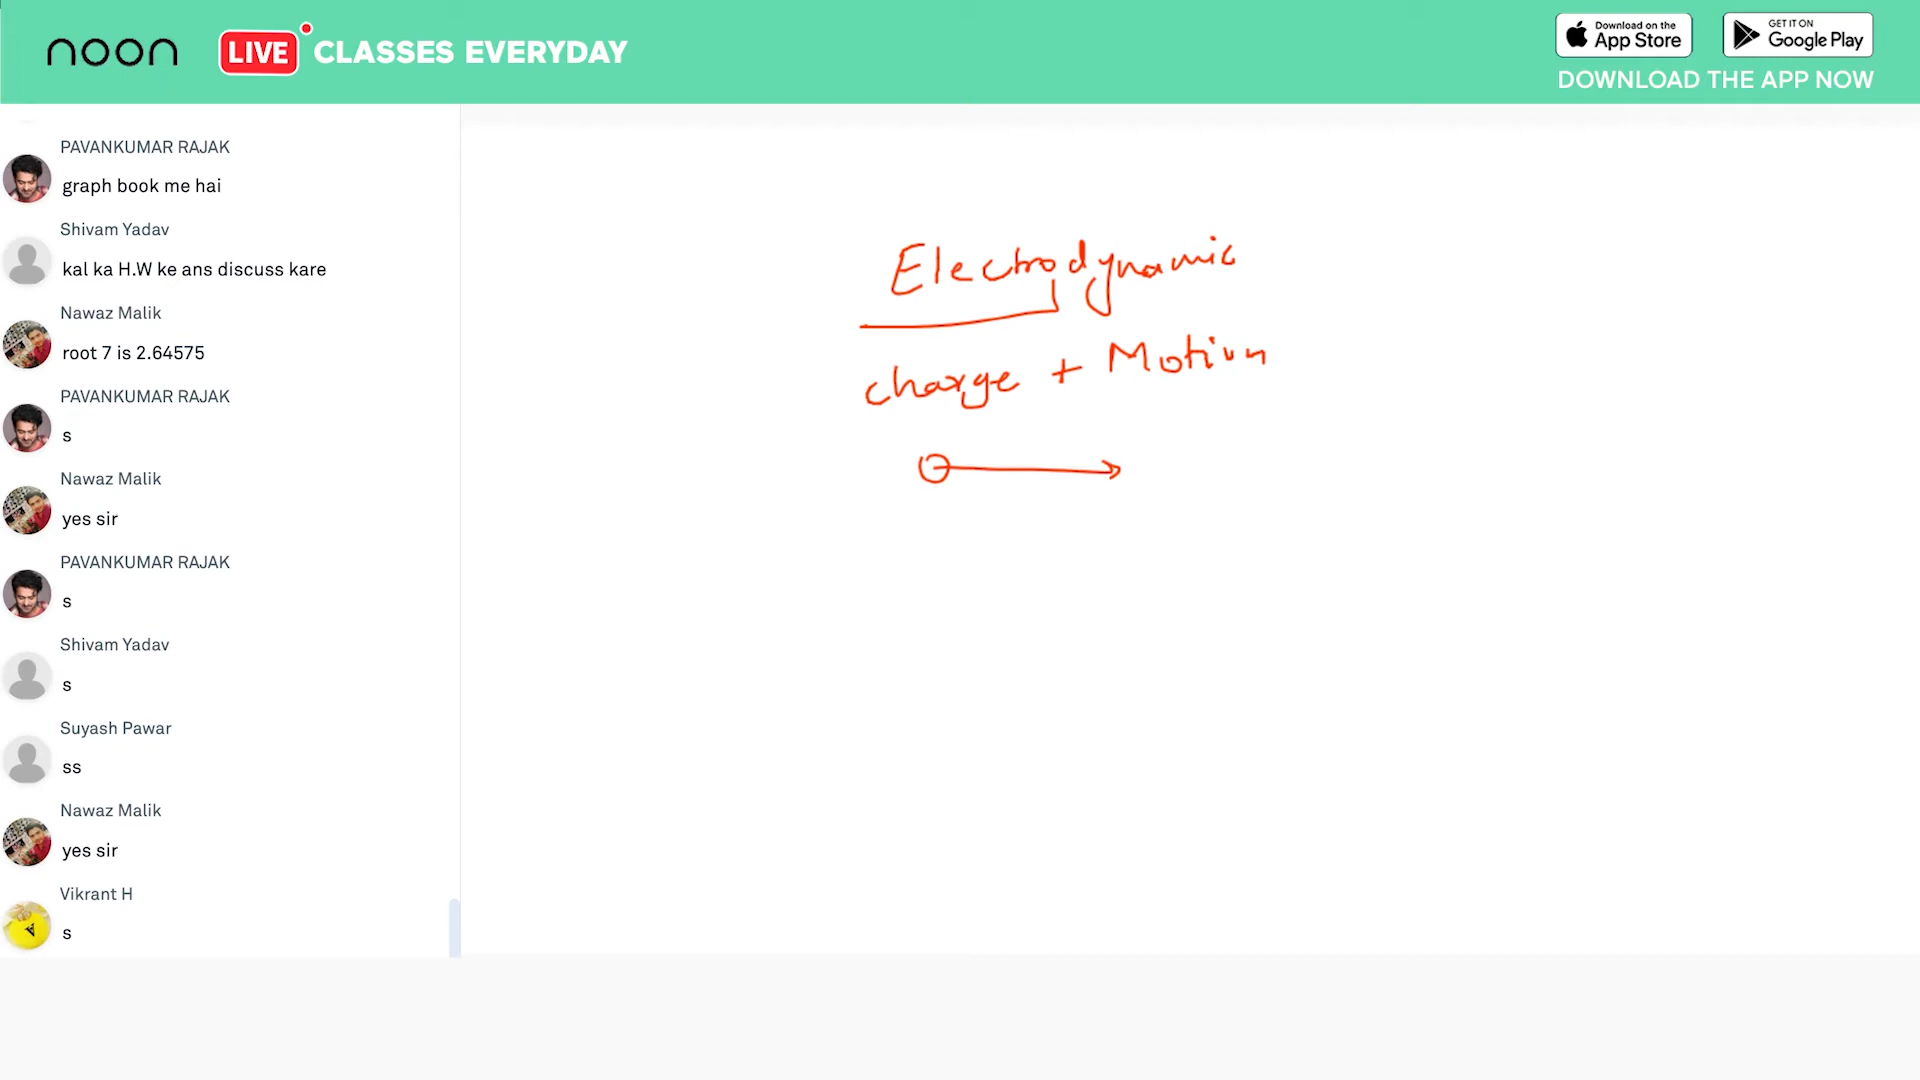 noon
LIVE CLASSES EVERYDAY
Download on the
App Store
GET IT ON
Google Play
DOWNLOAD THE APP NOW
PAVANKUMAR RAJAK
graph book me hai
Shivam Yadav
kal ka H.W ke ans discuss kare
Nawaz Malik
root 7 is 2.64575
PAVANKUMAR RAJAK
s
Nawaz Malik
yes sir
PAVANKUMAR RAJAK
s
Shivam Yadav
s
Suyash Pawar
ss
Nawaz Malik
yes sir
Vikrant H
s
Electrodynamic
charge + Motion